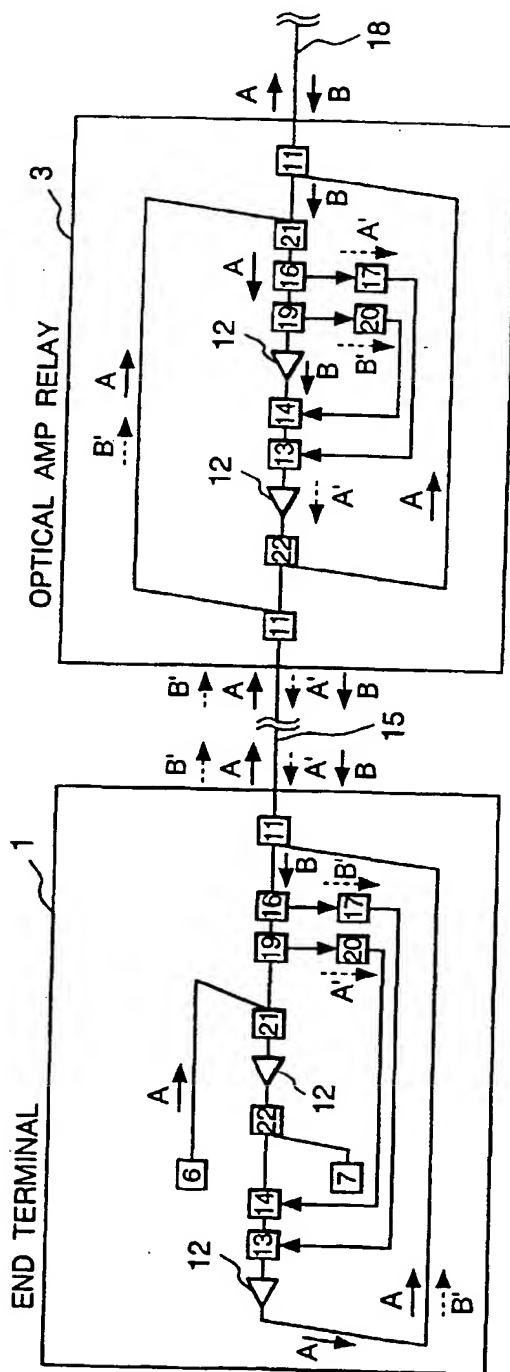 END TERMINAL
1
6
A
12
13
14
22
12
21
19
16
11
B
7
20
17
A'
B'
A
A
B'
B'
A
A'
B
15
B'
A
A'
B
OPTICAL AMP RELAY
3
B'
A
11
22
12
13
14
12
19
16
21
11
A'
B
A
B
20
17
B'
A'
A
A
B
18